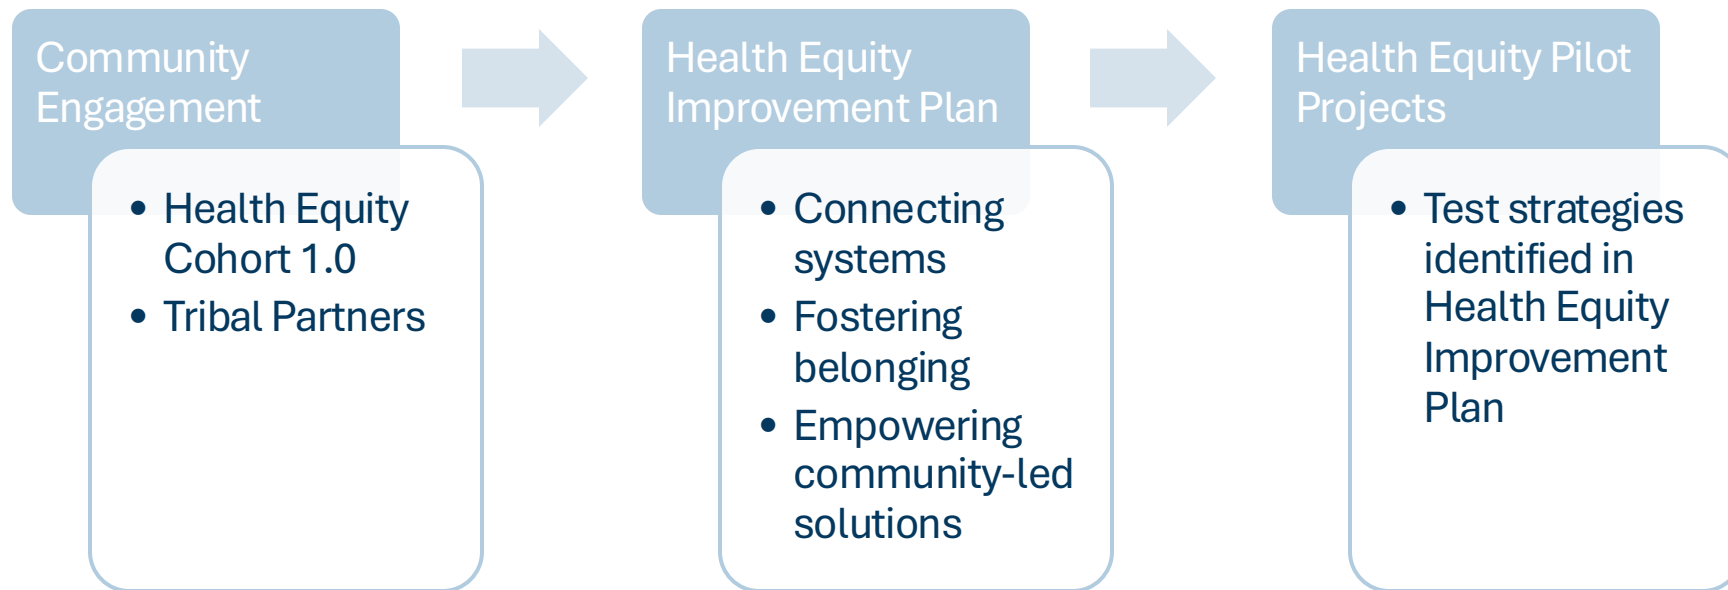 Community
Engagement
• Health Equity
Cohort 1.0
• Tribal Partners
Health Equity
Improvement Plan
• Connecting
systems
• Fostering
belonging
• Empowering
community-led
solutions
Health Equity Pilot
Projects
• Test strategies
identified in
Health Equity
Improvement
Plan